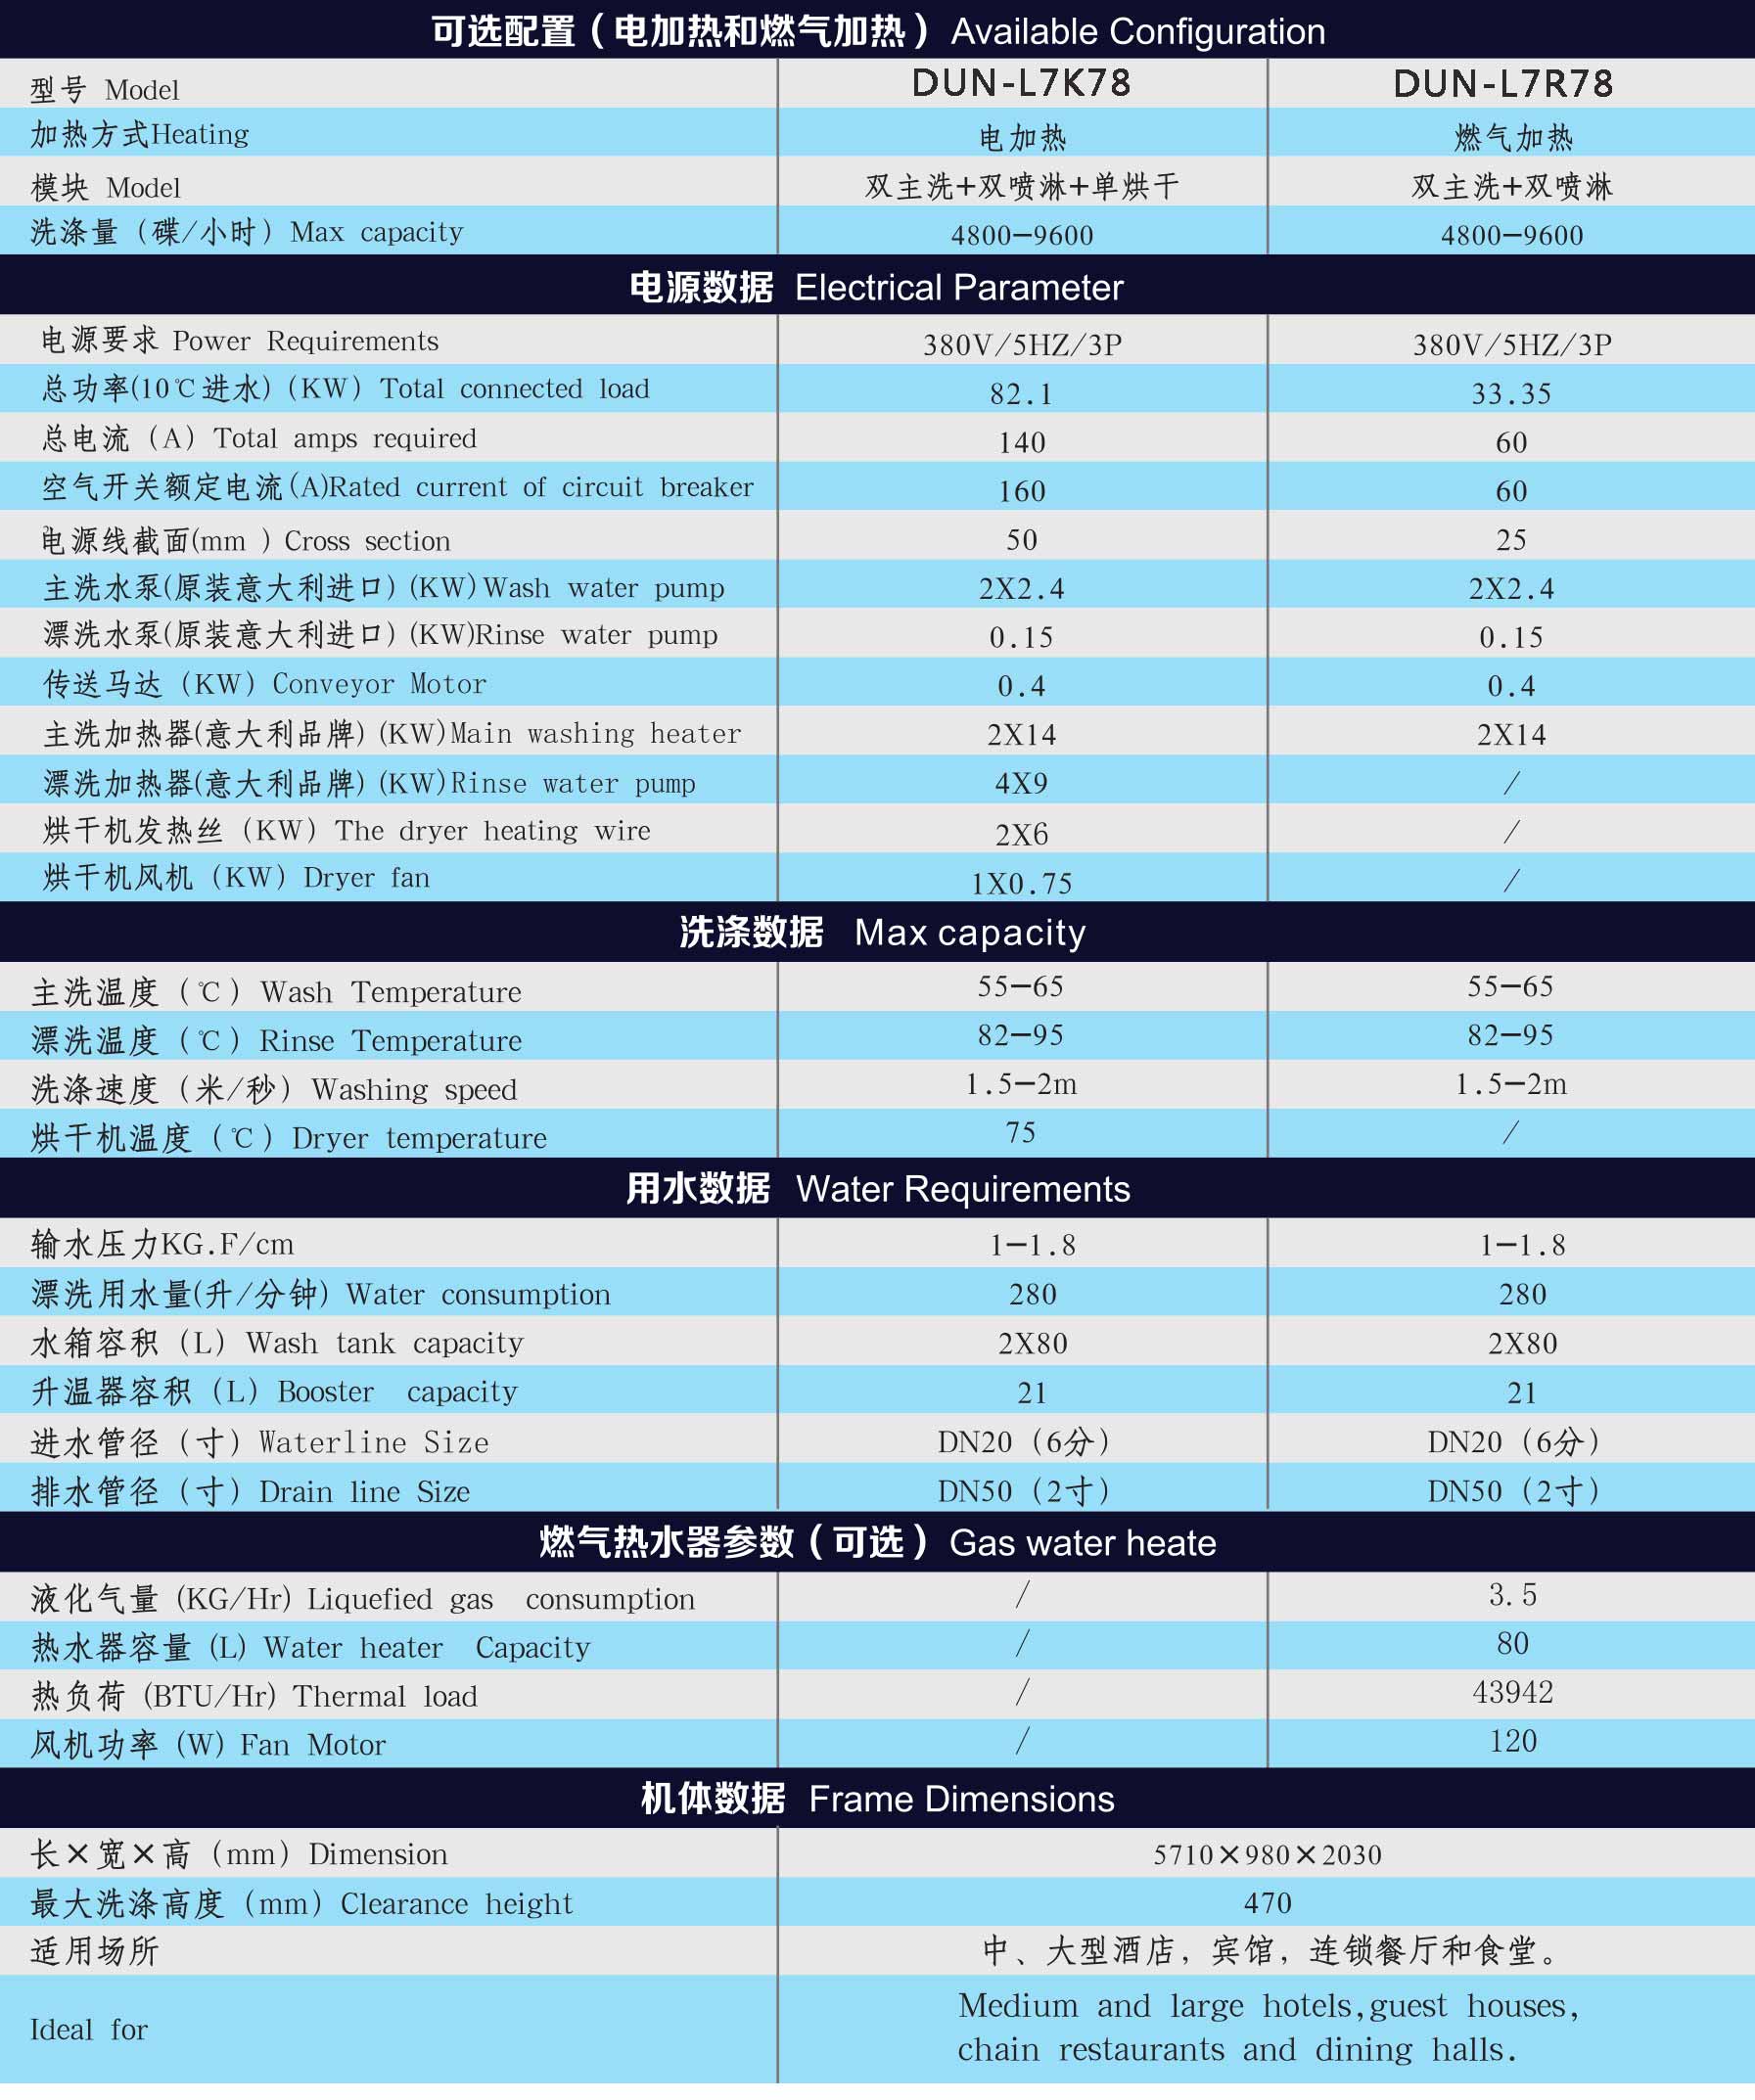 可选配置（电加热和燃气加热）Available Configuration
型号 Model DUN-L7K78 DUN-L7R78
加热方式Heating 电加热 燃气加热
模块 Model 双主洗+双喷淋+单烘干 双主洗+双喷淋
洗涤量（碟/小时）Max capacity 4800-9600 4800-9600
电源数据 Electrical Parameter
电源要求 Power Requirements 380V/5HZ/3P 380V/5HZ/3P
总功率(10℃进水)（KW）Total connected load 82.1 33.35
总电流（A）Total amps required 140 60
空气开关额定电流(A)Rated current of circuit breaker 160 60
电源线截面(mm ) Cross section 50 25
主洗水泵(原装意大利进口) (KW)Wash water pump 2X2.4 2X2.4
漂洗水泵(原装意大利进口) (KW)Rinse water pump 0.15 0.15
传送马达（KW）Conveyor Motor 0.4 0.4
主洗加热器(意大利品牌) (KW)Main washing heater 2X14 2X14
漂洗加热器(意大利品牌) (KW)Rinse water pump 4X9 /
烘干机发热丝（KW）The dryer heating wire 2X6 /
烘干机风机（KW）Dryer fan 1X0.75 /
洗涤数据 Max capacity
主洗温度（℃）Wash Temperature 55-65 55-65
漂洗温度（℃）Rinse Temperature 82-95 82-95
洗涤速度（米/秒）Washing speed 1.5-2m 1.5-2m
烘干机温度（℃）Dryer temperature 75 /
用水数据 Water Requirements
输水压力KG.F/cm 1-1.8 1-1.8
漂洗用水量(升/分钟) Water consumption 280 280
水箱容积（L）Wash tank capacity 2X80 2X80
升温器容积（L）Booster capacity 21 21
进水管径（寸）Waterline Size DN20（6分） DN20（6分）
排水管径（寸）Drain line Size DN50（2寸） DN50（2寸）
燃气热水器参数（可选）Gas water heate
液化气量 (KG/Hr) Liquefied gas consumption / 3.5
热水器容量 (L) Water heater Capacity / 80
热负荷 (BTU/Hr) Thermal load / 43942
风机功率 (W) Fan Motor / 120
机体数据 Frame Dimensions
长×宽×高（mm）Dimension 5710×980×2030
最大洗涤高度（mm）Clearance height 470
适用场所 中、大型酒店，宾馆，连锁餐厅和食堂。
Ideal for Medium and large hotels,guest houses,
chain restaurants and dining halls.